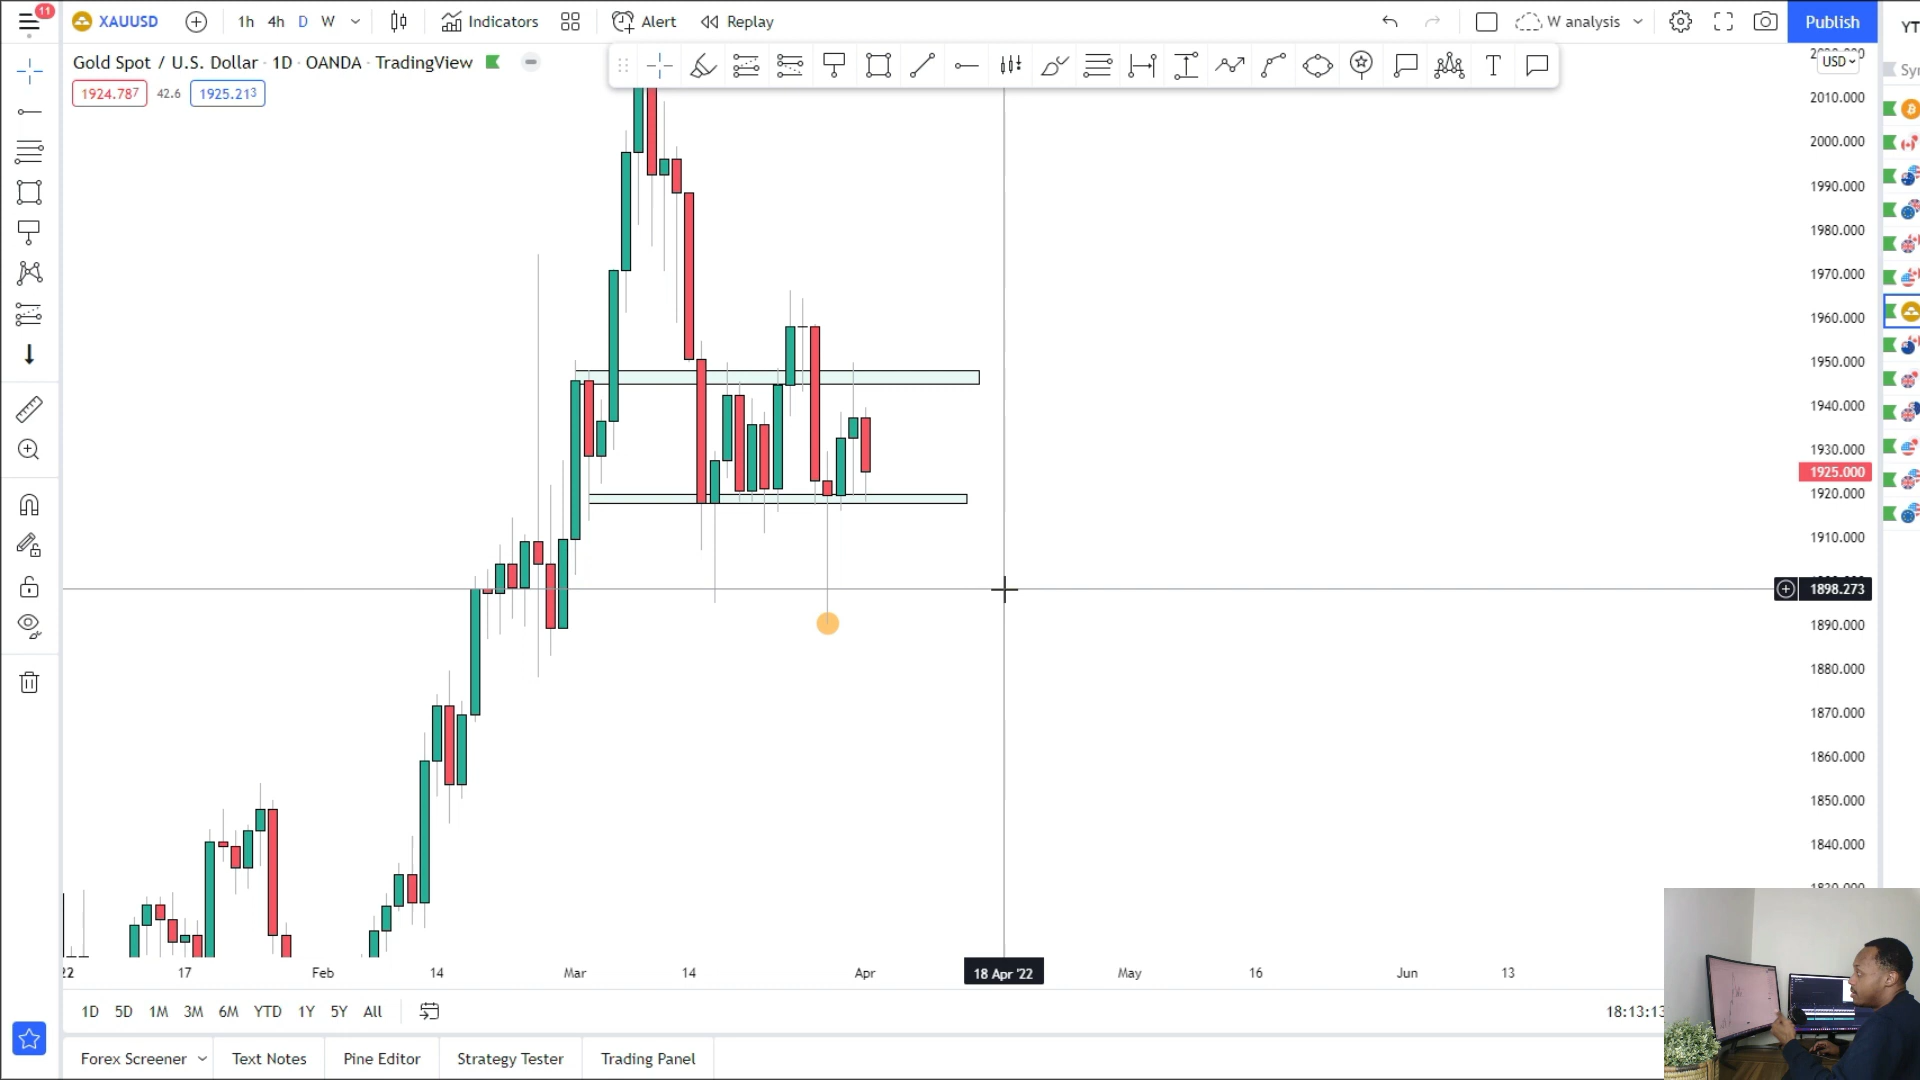 11
XAUUSD
1h 4h D W
Indicators
Alert
Replay
W analysis
Publish
YT
Gold Spot / U.S. Dollar · 1D · OANDA · TradingView
1924.787 42.6 1925.213
USD
2010.000
2000.000
1990.000
1980.000
1970.000
1960.000
1950.000
1940.000
1930.000
1925.000
1920.000
1910.000
1898.273
1890.000
1880.000
1870.000
1860.000
1850.000
1840.000
22 17 Feb 14 Mar 14 Apr 18 Apr '22 May 16 Jun 13
1D 5D 1M 3M 6M YTD 1Y 5Y All
18:13:13
Forex Screener Text Notes Pine Editor Strategy Tester Trading Panel